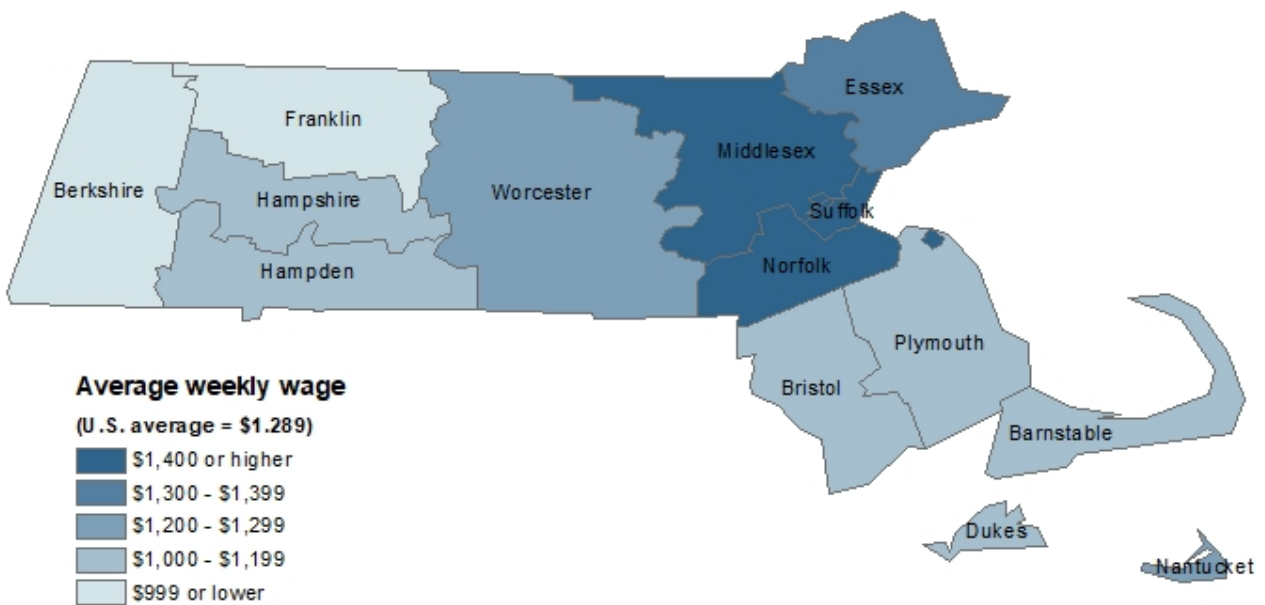 Essex
Franklin
Middlesex
Berkshire
Worcester
Hampshire
Suffolk
Norfolk
Hampden
Plymouth
Bristol
Barnstable
Dukes
Nantucket
Average weekly wage
(U.S. average = $1.289)
$1,400 or higher
$1,300 - $1,399
$1,200 - $1,299
$1,000 - $1,199
$999 or lower